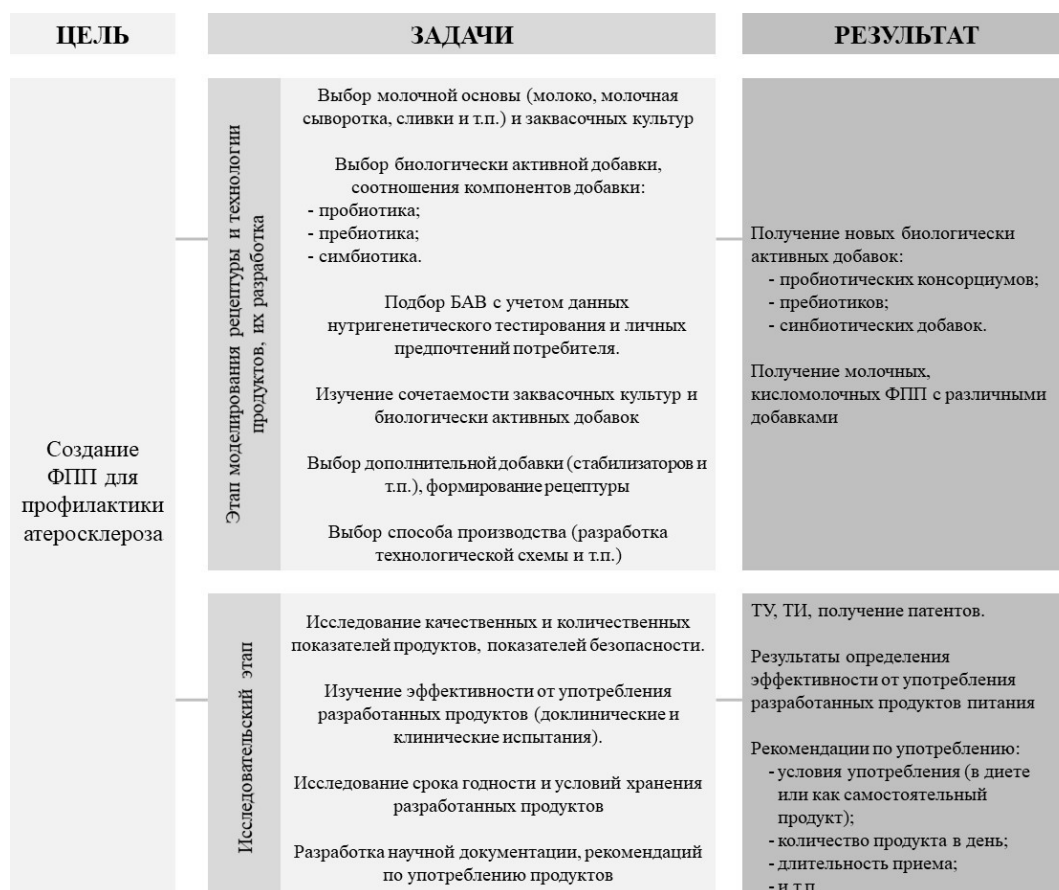 ЦЕЛЬ
ЗАДАЧИ
РЕЗУЛЬТАТ
Создание
ФПП для
профилактики
атеросклероза
Этап моделирования рецептуры и технологии
продуктов, их разработка
Выбор молочной основы (молоко, молочная
сыворотка, сливки и т.п.) и заквасочных культур
Выбор биологически активной добавки,
соотношения компонентов добавки:
- пробиотика;
- пребиотика;
- симбиотика.
Подбор БАВ с учетом данных
нутригенетического тестирования и личных
предпочтений потребителя.
Изучение сочетаемости заквасочных культур и
биологически активных добавок
Выбор дополнительной добавки (стабилизаторов и
т.п.), формирование рецептуры
Выбор способа производства (разработка
технологической схемы и т.п.)
Получение новых биологически
активных добавок:
- пробиотических консорциумов;
- пребиотиков;
- синбиотических добавок.
Получение молочных,
кисломолочных ФПП с различными
добавками
Исследовательский этап
Исследование качественных и количественных
показателей продуктов, показателей безопасности.
Изучение эффективности от употребления
разработанных продуктов (доклинические и
клинические испытания).
Исследование срока годности и условий хранения
разработанных продуктов
Разработка научной документации, рекомендаций
по употреблению продуктов
ТУ, ТИ, получение патентов.
Результаты определения
эффективности от употребления
разработанных продуктов питания
Рекомендации по употреблению:
- условия употребления (в диете
или как самостоятельный
продукт);
- количество продукта в день;
- длительность приема;
- и т.п.